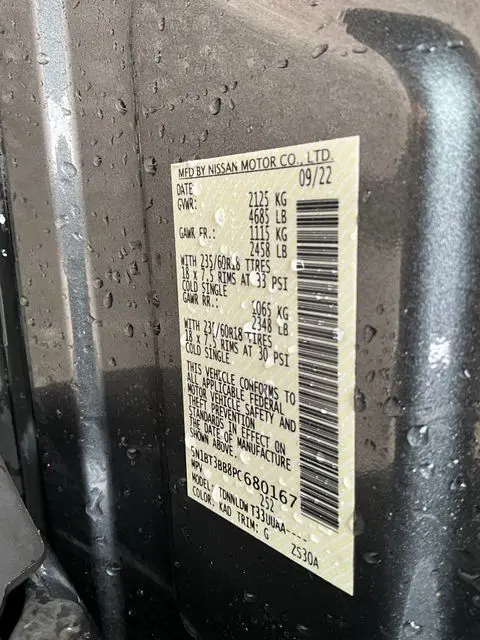 MFD BY NISSAN MOTOR CO., LTD.
DATE 09/22
GVWR: 2125 KG
4685 LB
GAWR FR.: 1115 KG
2458 LB
WITH 235/60R18 TIRES
18 x 7.5 RIMS AT 33 PSI
COLD SINGLE
GAWR RR.: 1065 KG
2348 LB
WITH 235/60R18 TIRES
18 x 7.5 RIMS AT 30 PSI
COLD SINGLE
THIS VEHICLE CONFORMS TO
ALL APPLICABLE FEDERAL
MOTOR VEHICLE SAFETY AND
THEFT PREVENTION
STANDARDS IN EFFECT ON
THE DATE OF MANUFACTURE
5N1BT3BB8PC680167
MPV 252
MODEL: TDNNLDWT33UUAA----
COLOR: KAD TRIM: G ZS30A